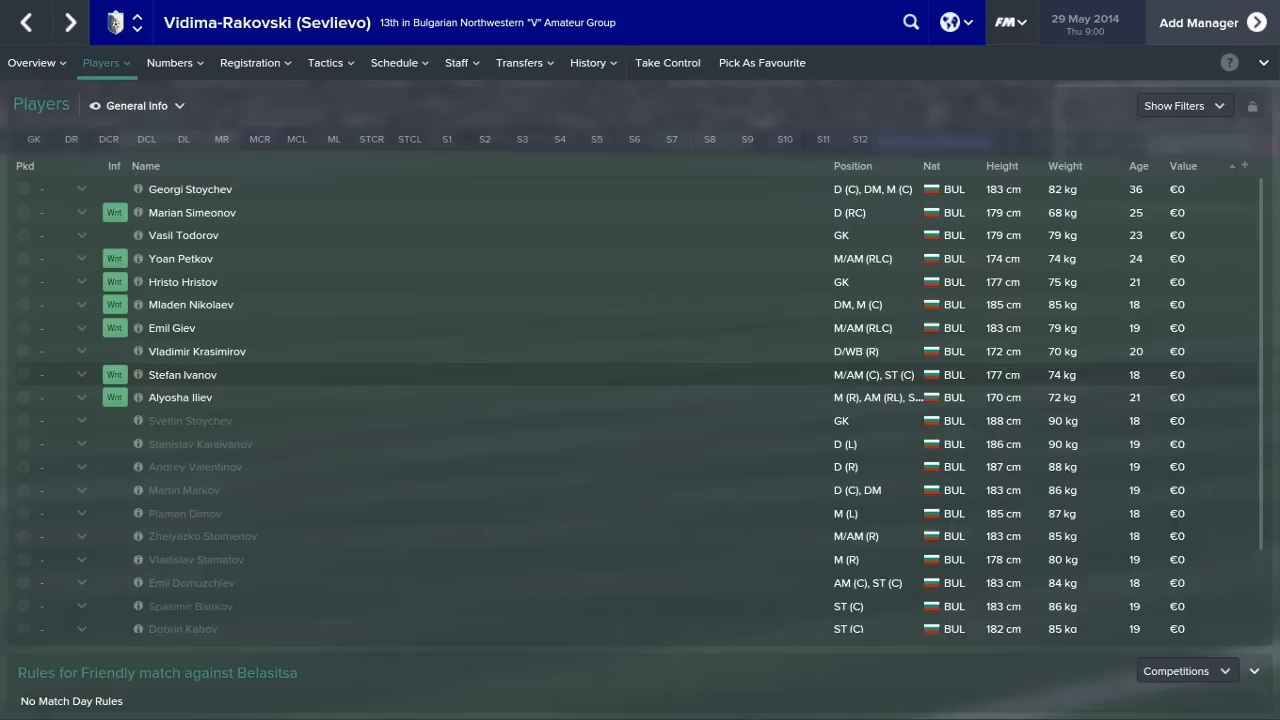 Vidima-Rakovski (Sevlievo) 13th in Bulgarian Northwestern "V" Amateur Group FM 29 May 2014 Thu 9:00 Add Manager
Overview Players Numbers Registration Tactics Schedule Staff Transfers History Take Control Pick As Favourite ?
Players General Info Show Filters
GK DR DCR DCL DL MR MCR MCL ML STCR STCL S1 S2 S3 S4 S5 S6 S7 S8 S9 S10 S11 S12
Pkd Inf Name Position Nat Height Weight Age Value
- Georgi Stoychev D (C), DM, M (C) BUL 183 cm 82 kg 36 €0
- Wnt Marian Simeonov D (RC) BUL 179 cm 68 kg 25 €0
- Vasil Todorov GK BUL 179 cm 79 kg 23 €0
- Wnt Yoan Petkov M/AM (RLC) BUL 174 cm 74 kg 24 €0
- Wnt Hristo Hristov GK BUL 177 cm 75 kg 21 €0
- Wnt Mladen Nikolaev DM, M (C) BUL 185 cm 85 kg 18 €0
- Wnt Emil Giev M/AM (RLC) BUL 183 cm 79 kg 19 €0
- Vladimir Krasimirov D/WB (R) BUL 172 cm 70 kg 20 €0
- Wnt Stefan Ivanov M/AM (C), ST (C) BUL 177 cm 74 kg 18 €0
- Wnt Alyosha Iliev M (R), AM (RL), S... BUL 170 cm 72 kg 21 €0
- Svetlin Stoychev GK BUL 188 cm 90 kg 18 €0
- Stanislav Karaivanov D (L) BUL 186 cm 90 kg 19 €0
- Andrey Valentinov D (R) BUL 187 cm 88 kg 19 €0
- Martin Markov D (C), DM BUL 183 cm 86 kg 19 €0
- Plamen Dimov M (L) BUL 185 cm 87 kg 18 €0
- Zhelyazko Stoimenov M/AM (R) BUL 183 cm 85 kg 18 €0
- Vladislav Stamatov M (R) BUL 178 cm 80 kg 19 €0
- Emil Domuzchiev AM (C), ST (C) BUL 183 cm 84 kg 18 €0
- Spasimir Bankov ST (C) BUL 183 cm 86 kg 19 €0
- Dobrin Kabov ST (C) BUL 182 cm 85 kg 19 €0
Rules for Friendly match against Belasitsa Competitions
No Match Day Rules